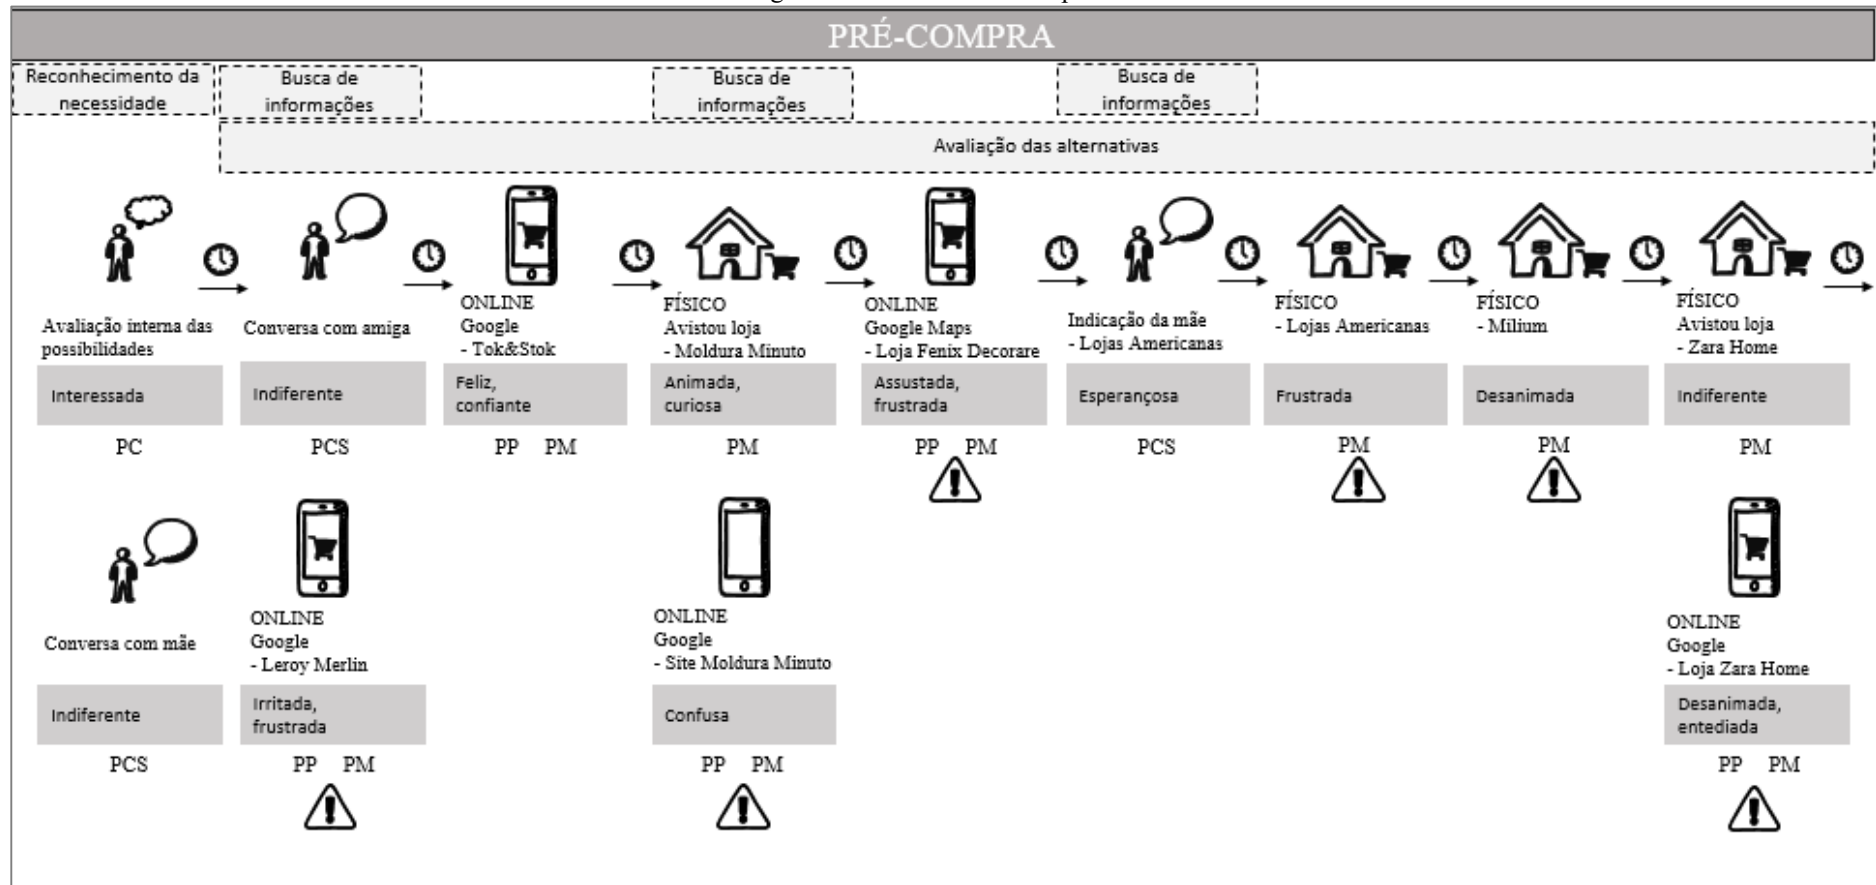 PRÉ-COMPRA
Reconhecimento da
necessidade
Busca de
informações
Busca de
informações
Busca de
informações
Avaliação das alternativas
Avaliação interna das
possibilidades
Interessada
PC
Conversa com amiga
Indiferente
PCS
ONLINE
Google
- Tok&Stok
Feliz,
confiante
PP PM
FÍSICO
Avistou loja
- Moldura Minuto
Animada,
curiosa
PM
ONLINE
Google Maps
- Loja Fenix Decorare
Assustada,
frustrada
PP PM
Indicação da mãe
- Lojas Americanas
Esperançosa
PCS
FÍSICO
- Lojas Americanas
Frustrada
PM
FÍSICO
- Milium
Desanimada
PM
FÍSICO
Avistou loja
- Zara Home
Indiferente
PM
Conversa com mãe
Indiferente
PCS
ONLINE
Google
- Leroy Merlin
Irritada,
frustrada
PP PM
ONLINE
Google
- Site Moldura Minuto
Confusa
PP PM
ONLINE
Google
- Loja Zara Home
Desanimada,
entediada
PP PM